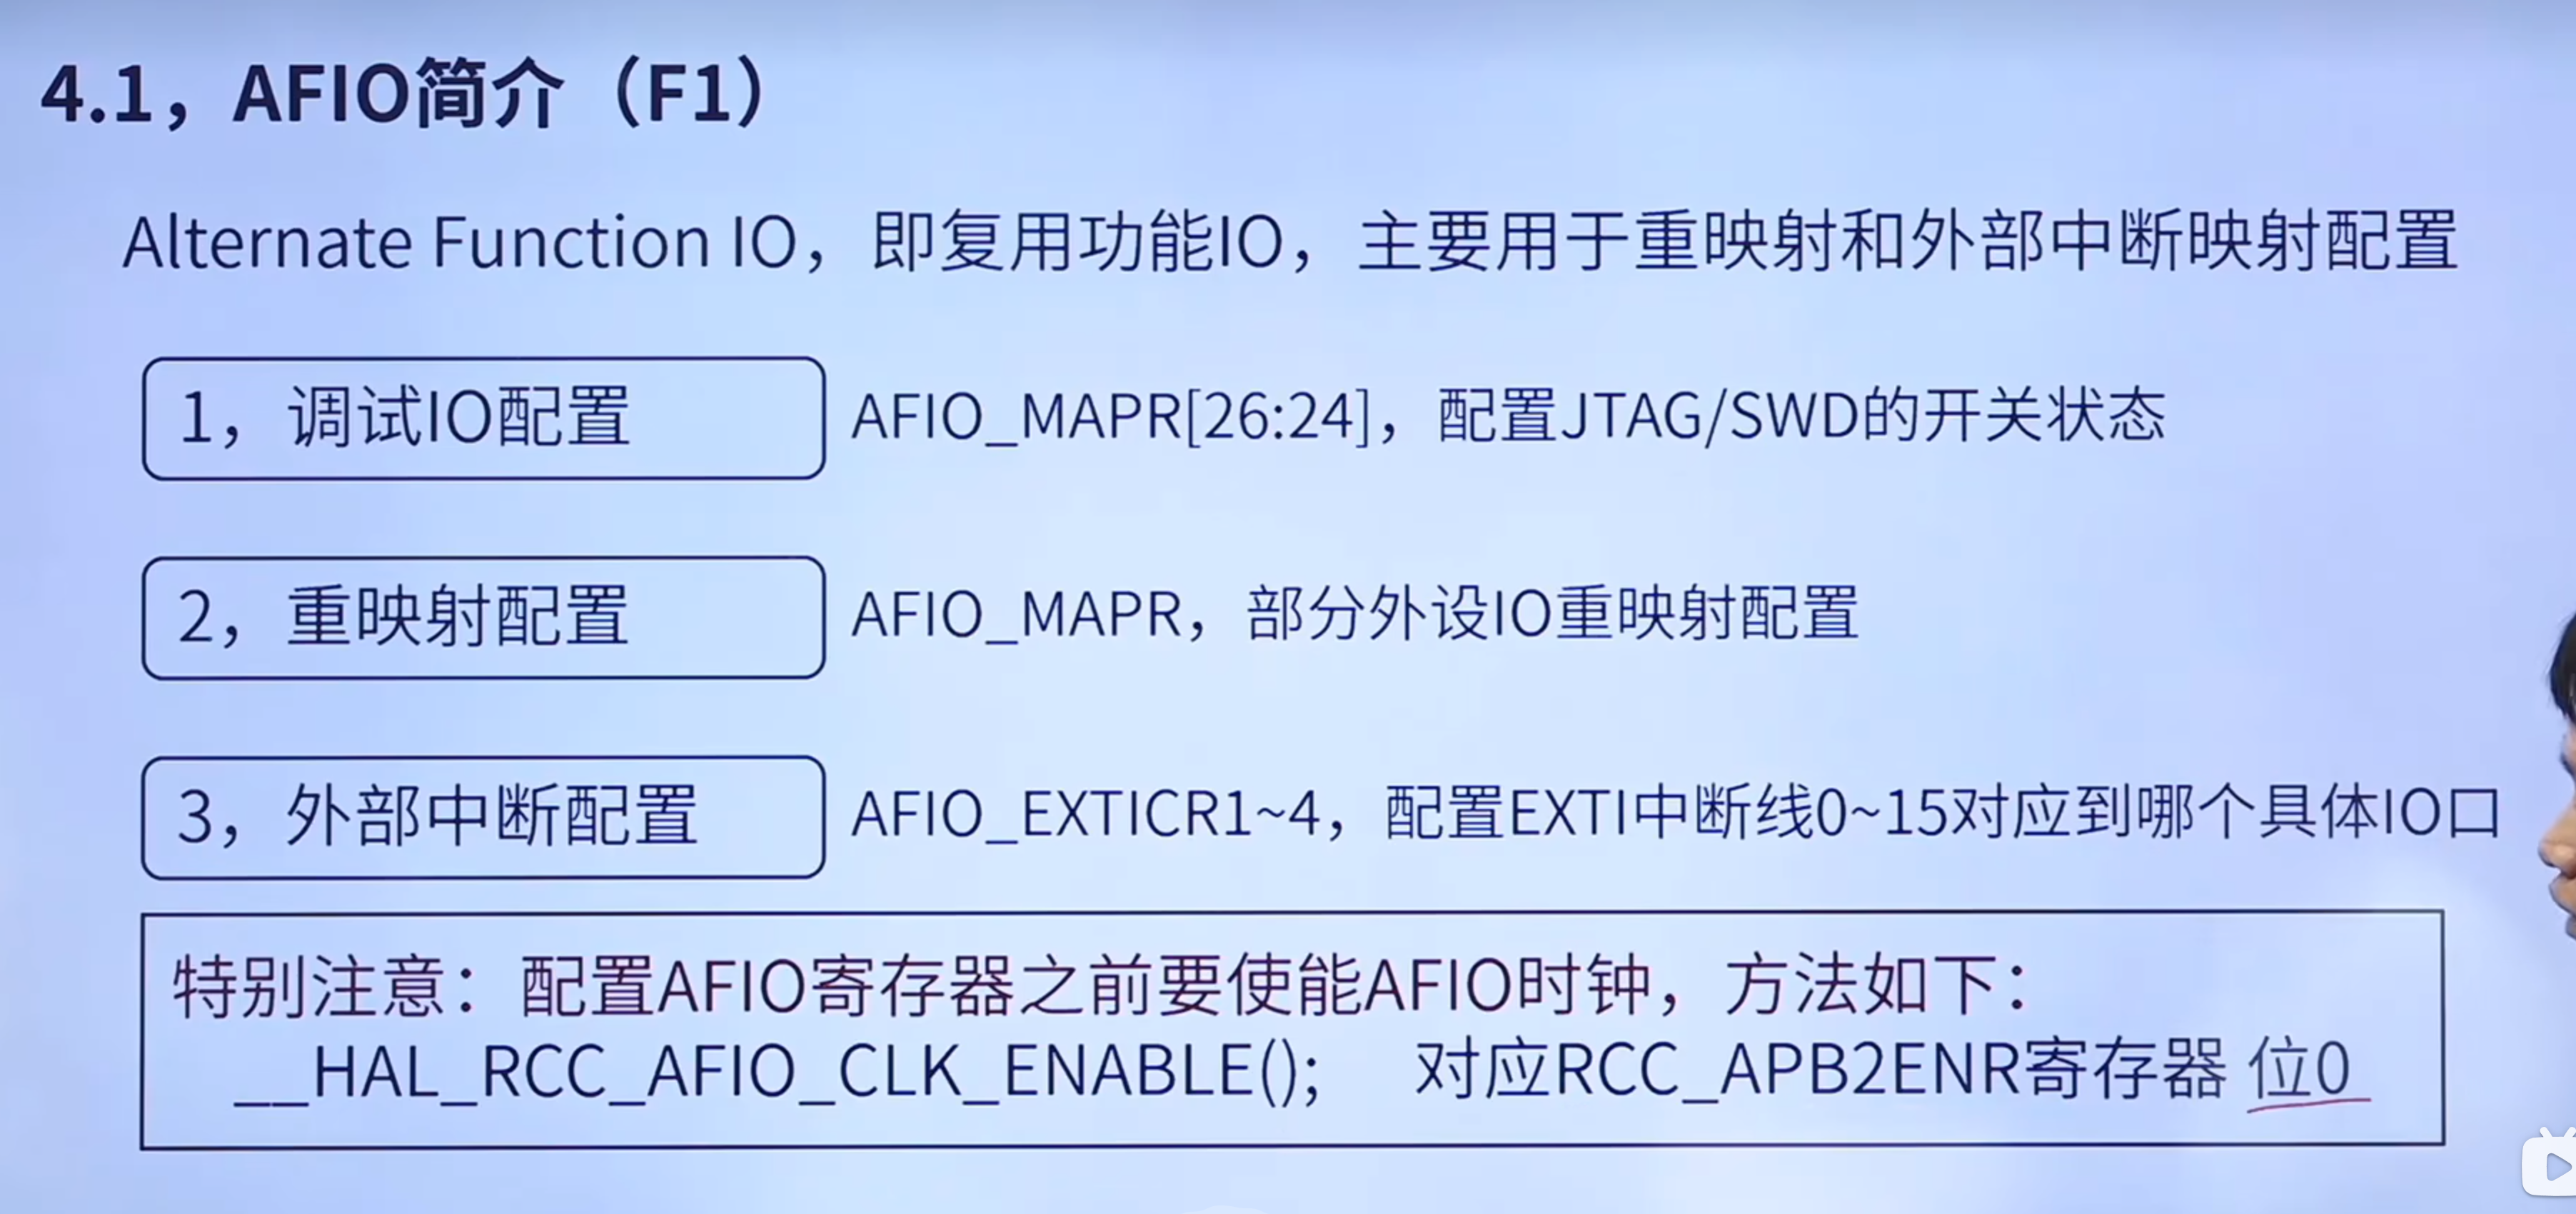 4.1，AFIO简介（F1）
Alternate Function IO，即复用功能IO，主要用于重映射和外部中断映射配置
1，调试IO配置
AFIO_MAPR[26:24]，配置JTAG/SWD的开关状态
2，重映射配置
AFIO_MAPR，部分外设IO重映射配置
3，外部中断配置
AFIO_EXTICR1~4，配置EXTI中断线0~15对应到哪个具体IO口
特别注意：配置AFIO寄存器之前要使能AFIO时钟，方法如下：
__HAL_RCC_AFIO_CLK_ENABLE(); 对应RCC_APB2ENR寄存器 位0